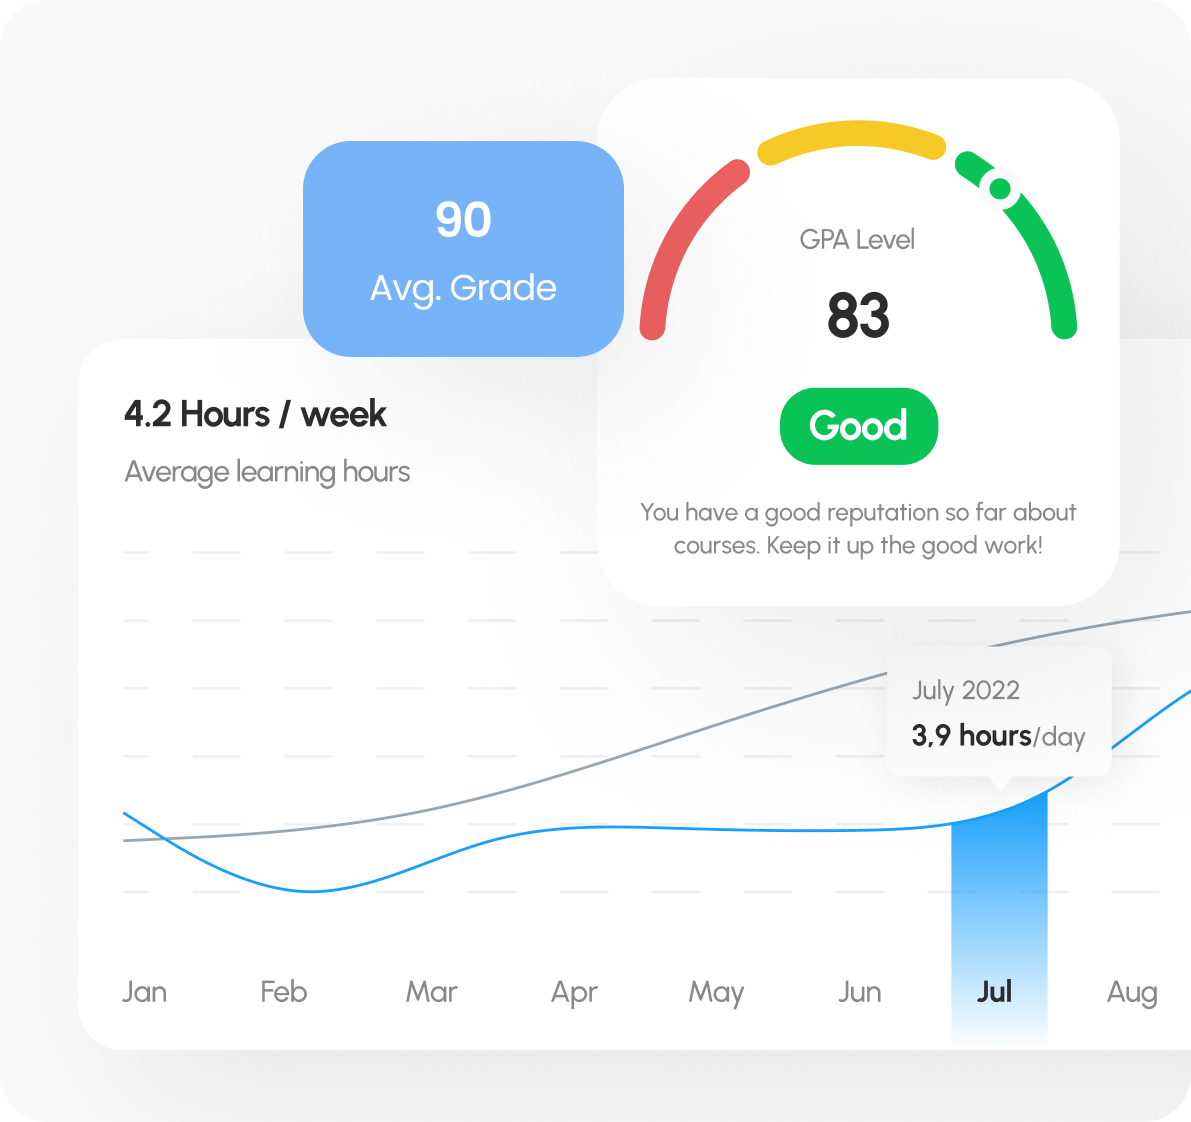 90
Avg. Grade
GPA Level
83
Good
You have a good reputation so far about
courses. Keep it up the good work!
4.2 Hours / week
Average learning hours
July 2022
3,9 hours/day
Jan Feb Mar Apr May Jun Jul Aug